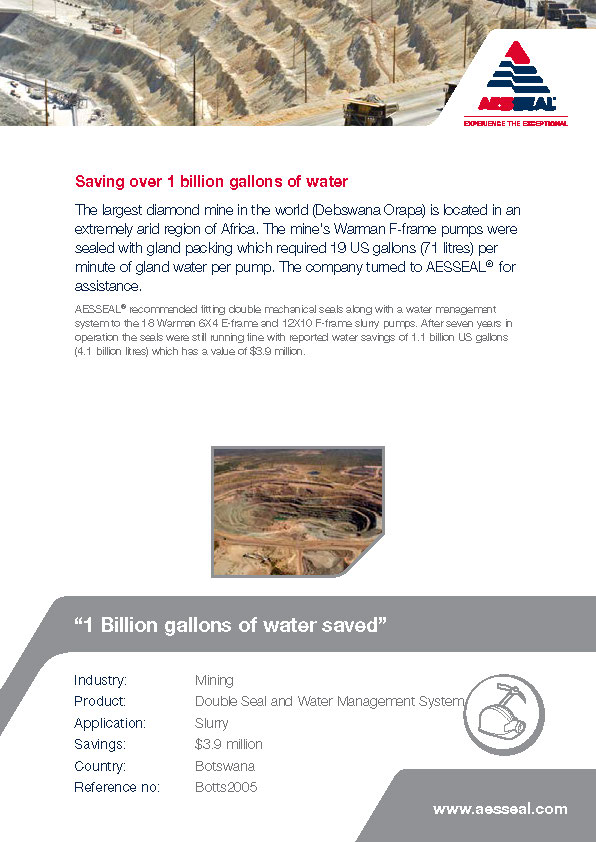 AESSEAL
EXPERIENCE THE EXCEPTIONAL
Saving over 1 billion gallons of water
The largest diamond mine in the world (Debswana Orapa) is located in an
extremely arid region of Africa. The mine's Warman F-frame pumps were
sealed with gland packing which required 19 US gallons (71 litres) per
minute of gland water per pump. The company turned to AESSEAL® for
assistance.
AESSEAL® recommended fitting double mechanical seals along with a water management
system to the 18 Warman 6X4 E-frame and 12X10 F-frame slurry pumps. After seven years in
operation the seals were still running fine with reported water savings of 1.1 billion US gallons
(4.1 billion litres) which has a value of $3.9 million.
“1 Billion gallons of water saved”
Industry: Mining
Product: Double Seal and Water Management System
Application: Slurry
Savings: $3.9 million
Country: Botswana
Reference no: Botts2005
www.aesseal.com